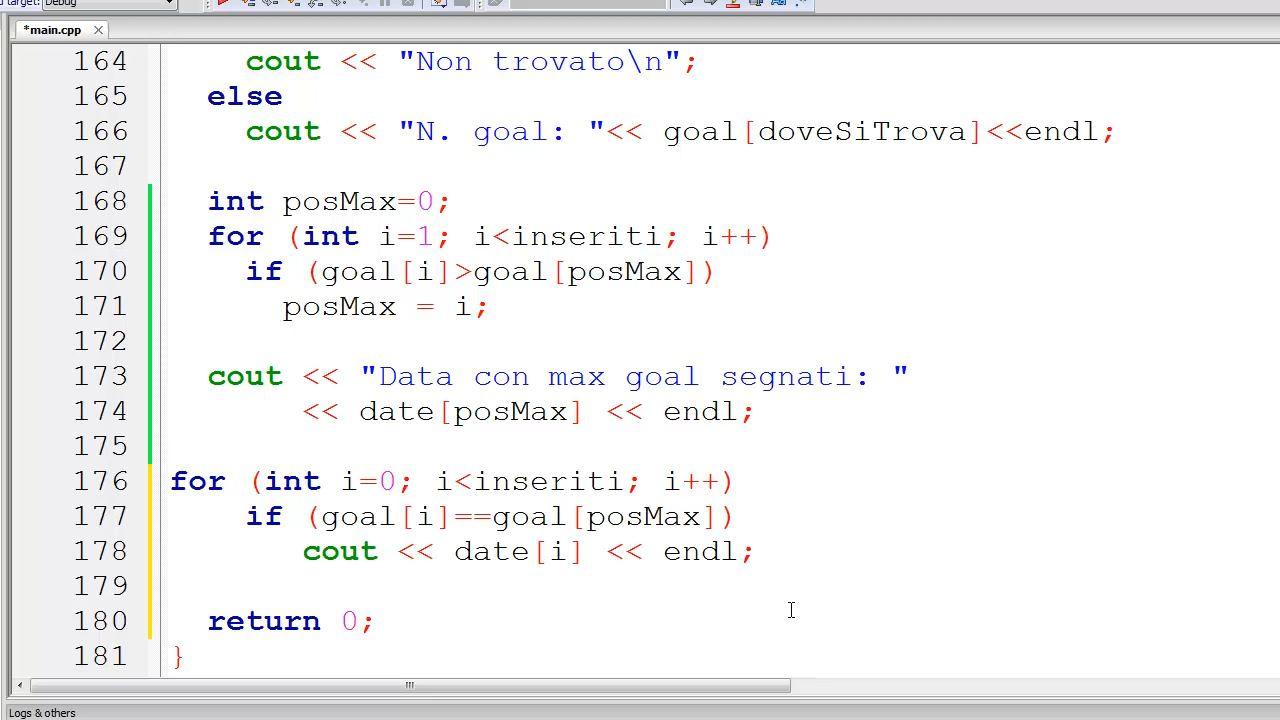 target: Debug
*main.cpp
164 cout << "Non trovato\n";
165 else
166 cout << "N. goal: "<< goal[doveSiTrova]<<endl;
167
168 int posMax=0;
169 for (int i=1; i<inseriti; i++)
170 if (goal[i]>goal[posMax])
171 posMax = i;
172
173 cout << "Data con max goal segnati: "
174 << date[posMax] << endl;
175
176 for (int i=0; i<inseriti; i++)
177 if (goal[i]==goal[posMax])
178 cout << date[i] << endl;
179
180 return 0;
181 }
Logs & others